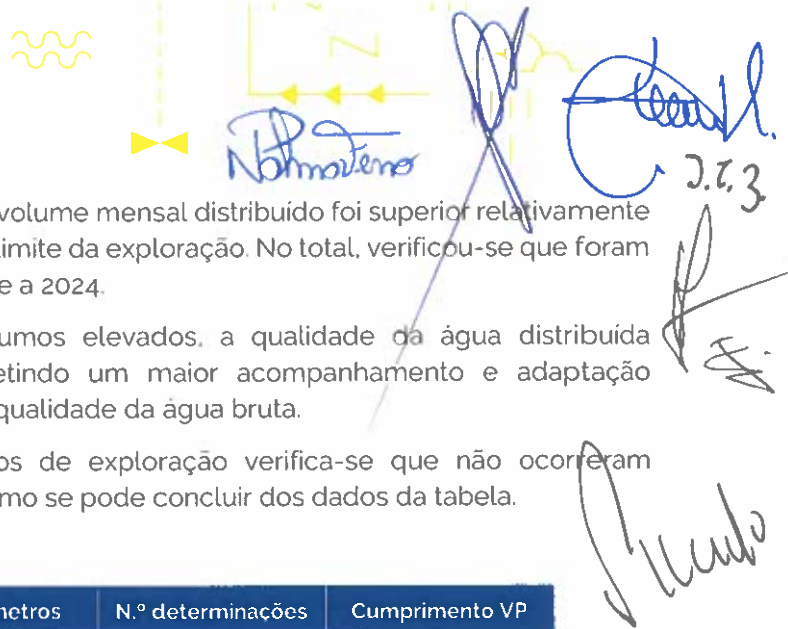 J.T.3
volume mensal distribuído foi superior relativamente
limite da exploração. No total, verificou-se que foram
e a 2024.
umos elevados, a qualidade da água distribuída
etindo um maior acompanhamento e adaptação
qualidade da água bruta.
os de exploração verifica-se que não ocorreram
mo se pode concluir dos dados da tabela.
metros N.º determinações Cumprimento VP